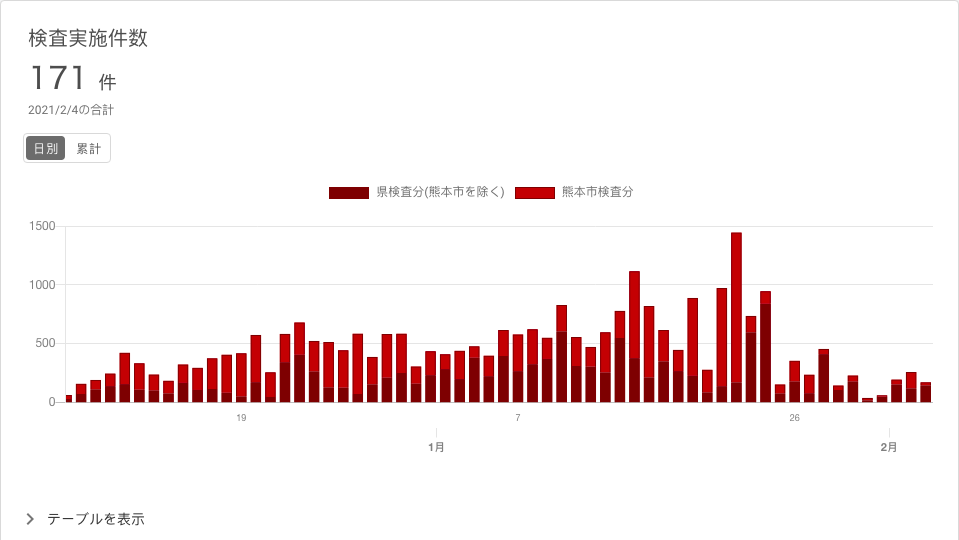 検査実施件数
171 件
2021/2/4の合計
日別 累計
県検査分(熊本市を除く) 熊本市検査分
1500
1000
500
0
19 7 26
1月 2月
テーブルを表示